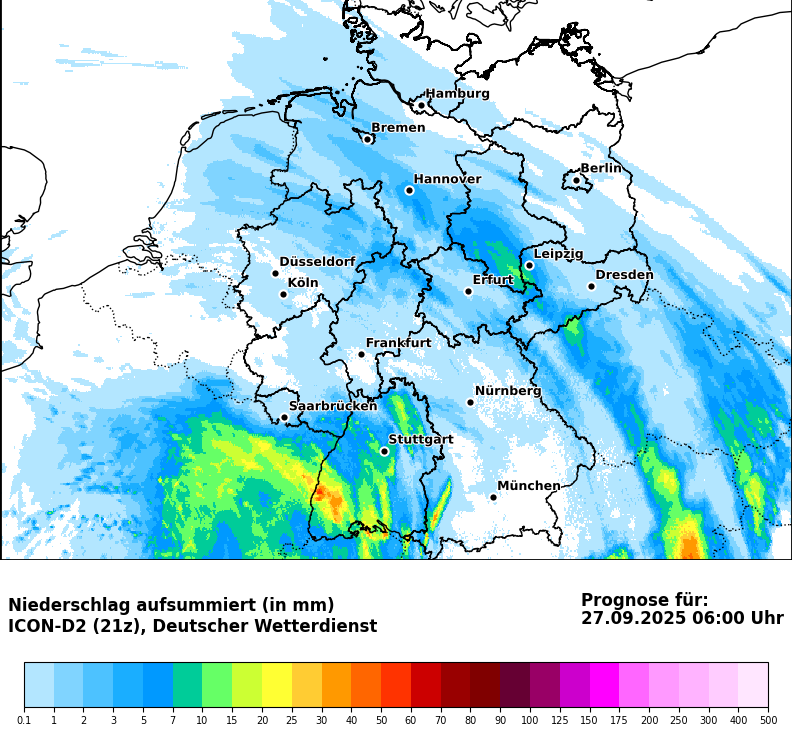 Hamburg
Bremen
Berlin
Hannover
Leipzig
Düsseldorf
Dresden
Erfurt
Köln
Frankfurt
Nürnberg
Saarbrücken
Stuttgart
München
Niederschlag aufsummiert (in mm)
ICON-D2 (21z), Deutscher Wetterdienst
Prognose für:
27.09.2025 06:00 Uhr
0.1 1 2 3 5 7 10 15 20 25 30 40 50 60 70 80 90 100 125 150 175 200 250 300 400 500